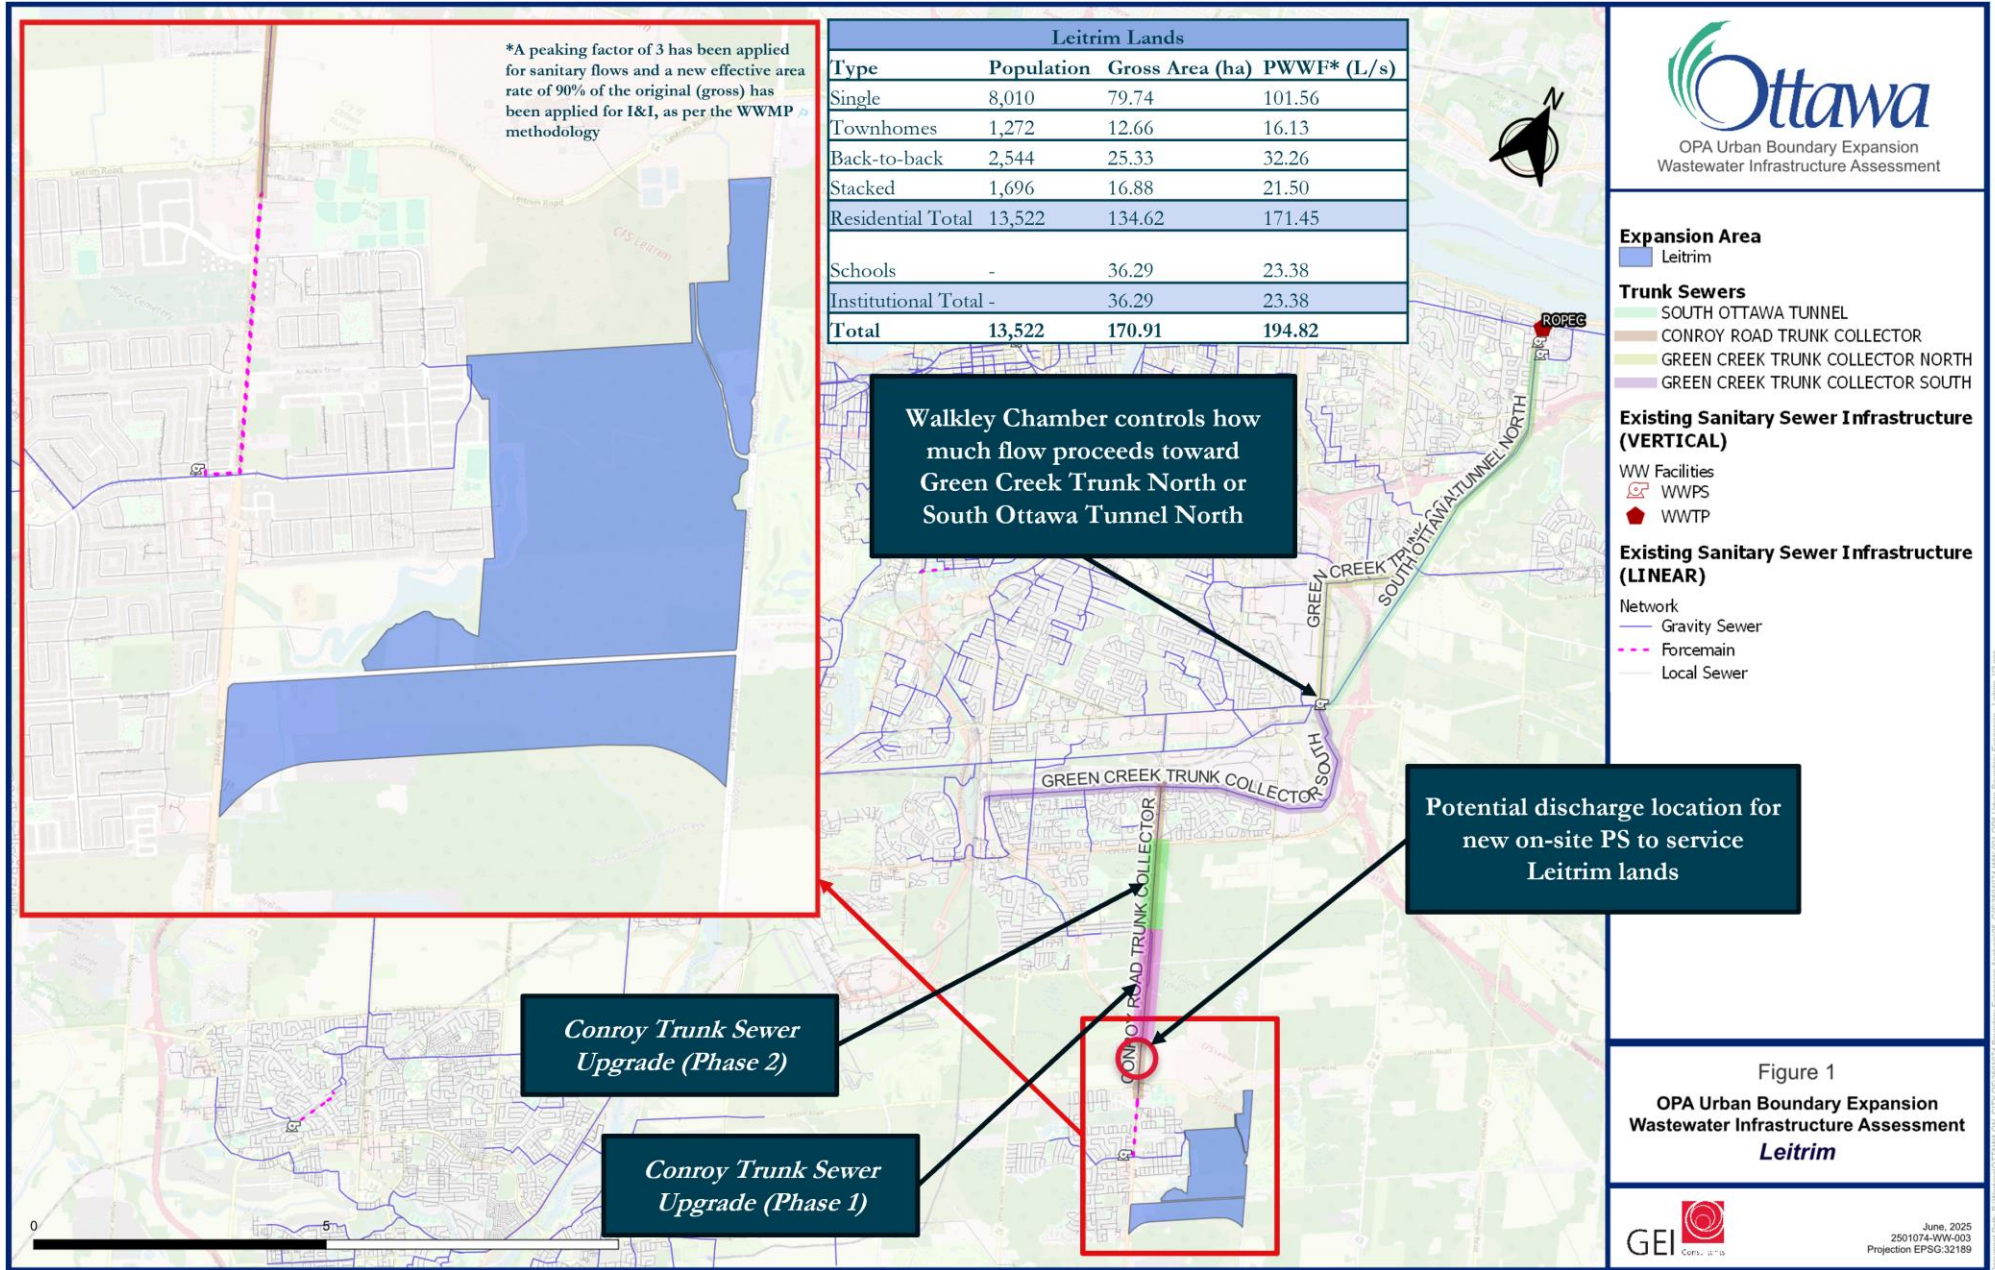 *A peaking factor of 3 has been applied
for sanitary flows and a new effective area
rate of 90% of the original (gross) has
been applied for I&I, as per the WWMP
methodology
Leitrim Lands
Type Population Gross Area (ha) PWWF* (L/s)
Single 8,010 79.74 101.56
Townhomes 1,272 12.66 16.13
Back-to-back 2,544 25.33 32.26
Stacked 1,696 16.88 21.50
Residential Total 13,522 134.62 171.45
Schools - 36.29 23.38
Institutional Total - 36.29 23.38
Total 13,522 170.91 194.82
N
Leitrim Road
Leitrim Road
Leitrim Road
CFS Leitrim
ROPEC
Walkley Chamber controls how
much flow proceeds toward
Green Creek Trunk North or
South Ottawa Tunnel North
SOUTH OTTAWA TUNNEL NORTH
GREEN CREEK TRUNK
GREEN CREEK TRUNK COLLECTOR SOUTH
CONROY ROAD TRUNK COLLECTOR
CONROY ROAD TRUNK COLLECTOR
Potential discharge location for
new on-site PS to service
Leitrim lands
Conroy Trunk Sewer
Upgrade (Phase 2)
Conroy Trunk Sewer
Upgrade (Phase 1)
0 5
Ottawa
OPA Urban Boundary Expansion
Wastewater Infrastructure Assessment
Expansion Area
Leitrim
Trunk Sewers
SOUTH OTTAWA TUNNEL
CONROY ROAD TRUNK COLLECTOR
GREEN CREEK TRUNK COLLECTOR NORTH
GREEN CREEK TRUNK COLLECTOR SOUTH
Existing Sanitary Sewer Infrastructure
(VERTICAL)
WW Facilities
WWPS
WWTP
Existing Sanitary Sewer Infrastructure
(LINEAR)
Network
Gravity Sewer
Forcemain
Local Sewer
Figure 1
OPA Urban Boundary Expansion
Wastewater Infrastructure Assessment
Leitrim
GEI Consultants
June, 2025
2501074-WW-003
Projection EPSG:32189